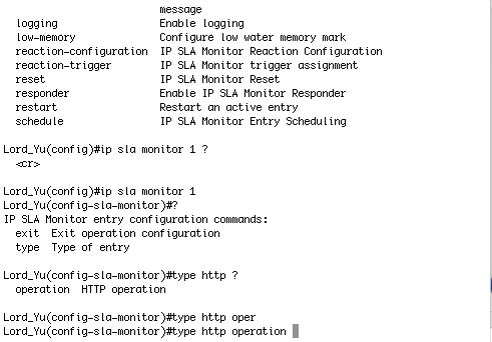 message
logging Enable logging
low-memory Configure low water memory mark
reaction-configuration IP SLA Monitor Reaction Configuration
reaction-trigger IP SLA Monitor trigger assignment
reset IP SLA Monitor Reset
responder Enable IP SLA Monitor Responder
restart Restart an active entry
schedule IP SLA Monitor Entry Scheduling
Lord_Yu(config)#ip sla monitor 1 ?
<cr>
Lord_Yu(config)#ip sla monitor 1
Lord_Yu(config-sla-monitor)#?
IP SLA Monitor entry configuration commands:
exit Exit operation configuration
type Type of entry
Lord_Yu(config-sla-monitor)#type http ?
operation HTTP operation
Lord_Yu(config-sla-monitor)#type http oper
Lord_Yu(config-sla-monitor)#type http operation